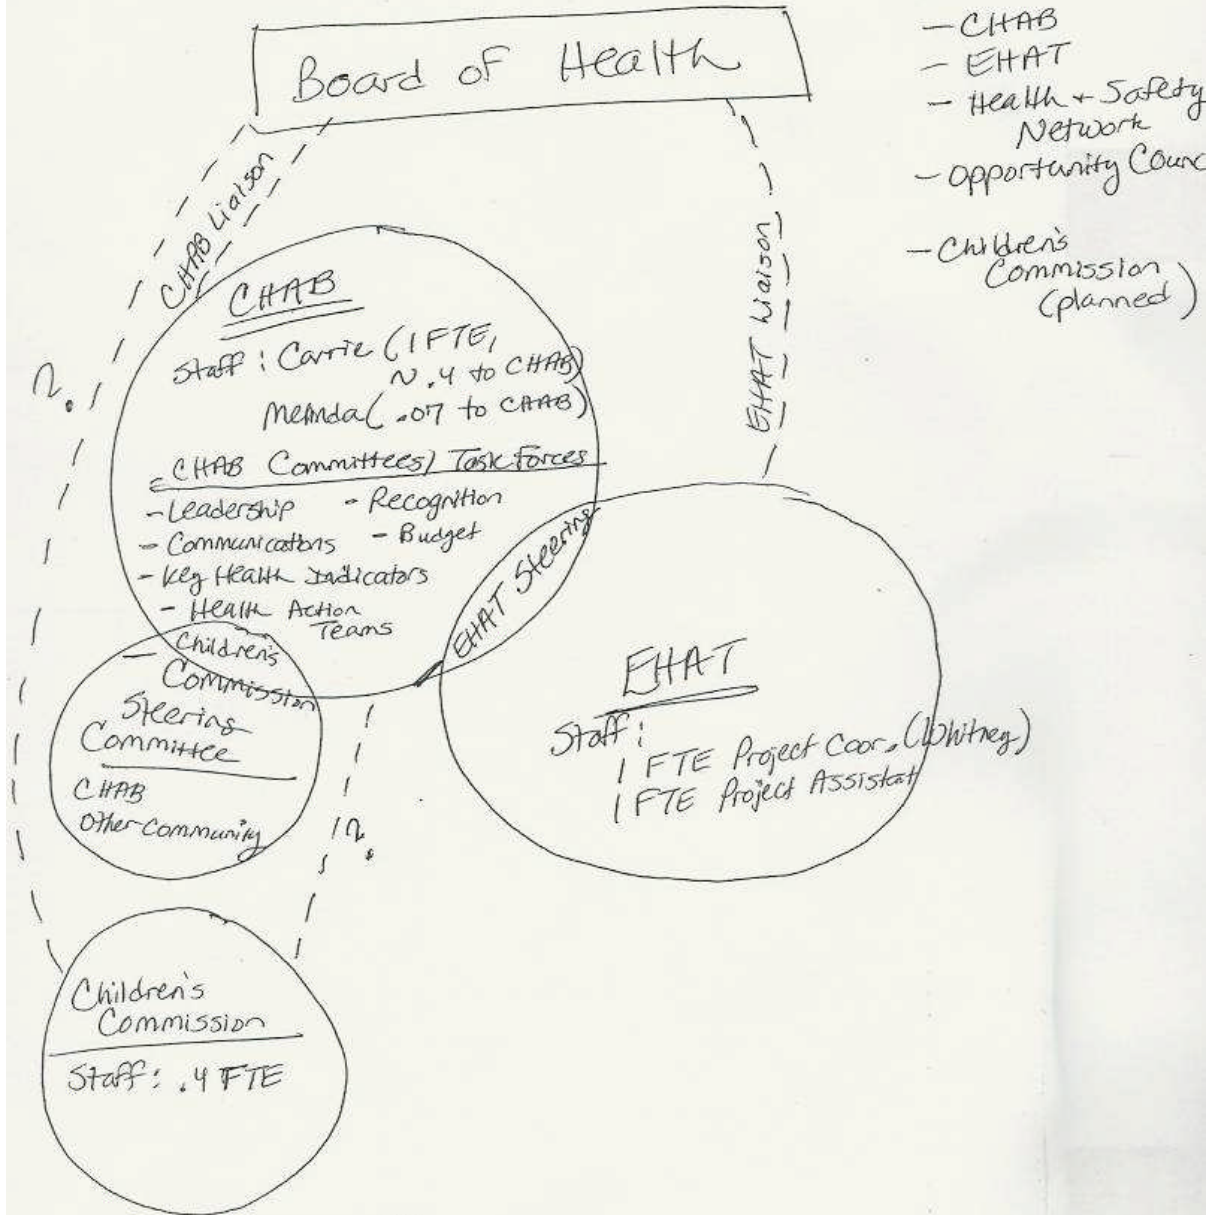 Board of Health
- CHAB
- EHAT
- Health + Safety
Network
- Opportunity Counc
- Children's
Commission
(planned)
CHAB Liaison
EHAT Liaison
?
CHAB
Staff: Carrie (1 FTE,
~ .4 to CHAB)
(.07 to CHAB)
- CHAB Committees/Task Forces
- Leadership - Recognition
- Communications - Budget
- Key Health Indicators
- Health Action
Teams
- Children's
Commission
Steering
Committee
CHAB
Other Community
EHAT Steering
EHAT
Staff:
1 FTE Project Coor. (Whitney)
1 FTE Project Assistat
?
Children's
Commission
Staff: .4 FTE